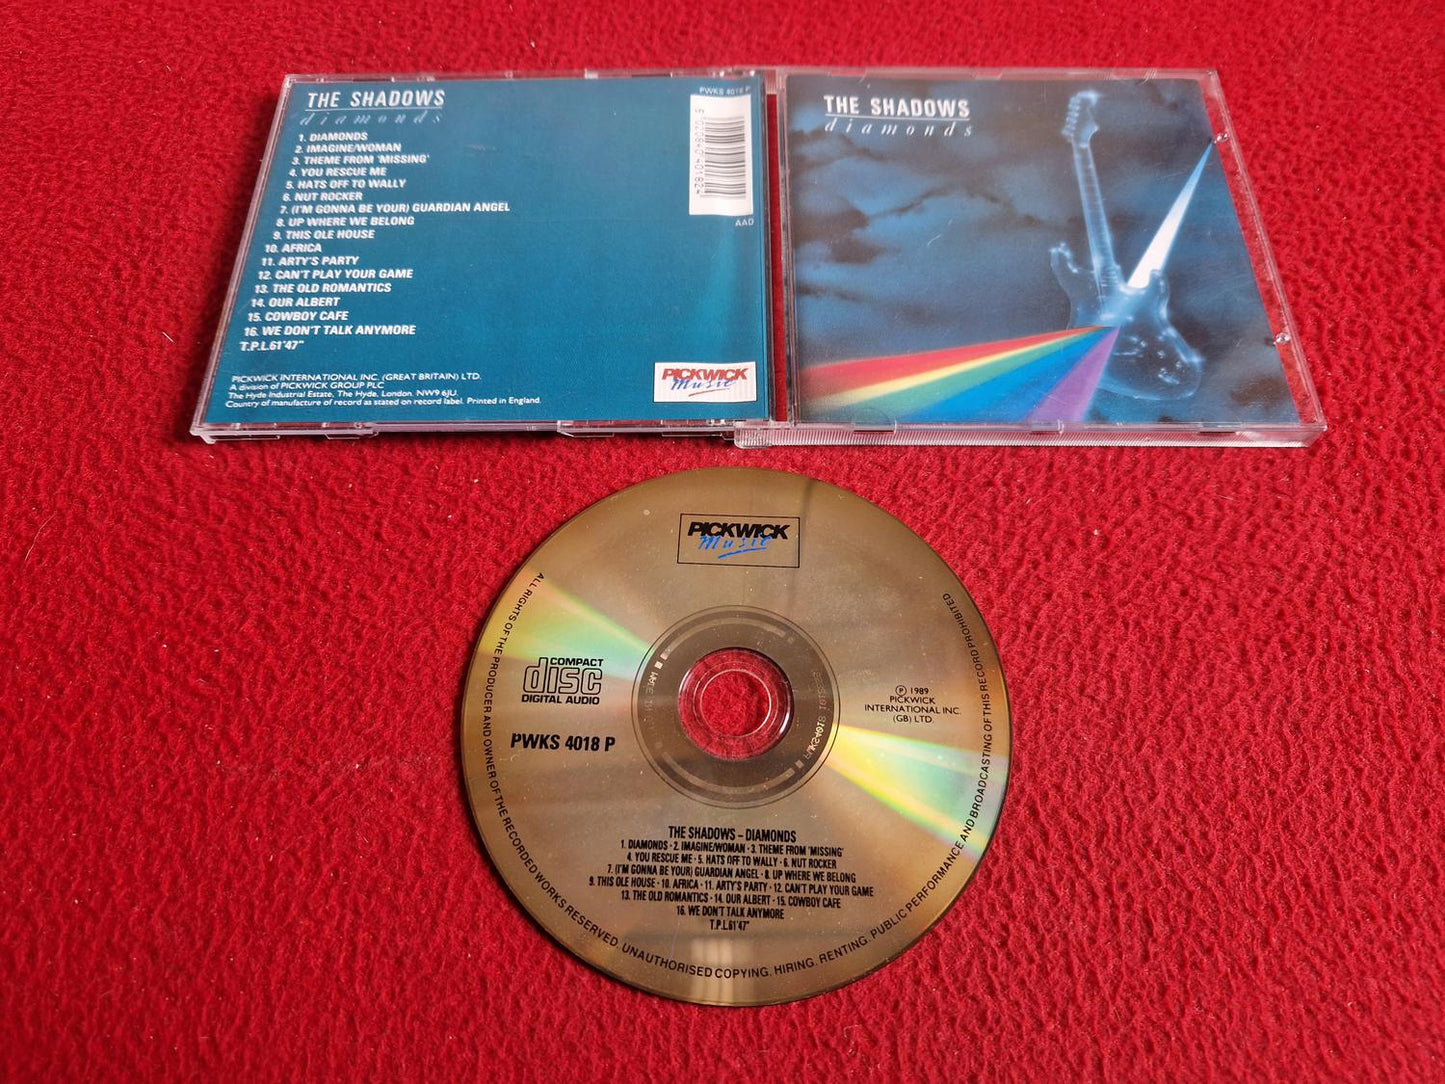 THE SHADOWS
diamonds
1. DIAMONDS
2. IMAGINE/WOMAN
3. THEME FROM 'MISSING'
4. YOU RESCUE ME
5. HATS OFF TO WALLY
6. NUT ROCKER
7. (I'M GONNA BE YOUR) GUARDIAN ANGEL
8. UP WHERE WE BELONG
9. THIS OLE HOUSE
10. AFRICA
11. ARTY'S PARTY
12. CAN'T PLAY YOUR GAME
13. THE OLD ROMANTICS
14. OUR ALBERT
15. COWBOY CAFE
16. WE DON'T TALK ANYMORE
T.P.L.61'47"
PICKWICK INTERNATIONAL INC. (GREAT BRITAIN) LTD.
A division of PICKWICK GROUP PLC
The Hyde Industrial Estate, The Hyde, London. NW9 6JU.
Country of manufacture of record as stated on record label. Printed in England.
PWKS 4018 P
AAD
PICKWICK
Music
THE SHADOWS
diamonds
PICKWICK
Music
COMPACT
disc
DIGITAL AUDIO
PWKS 4018 P
℗ 1989
PICKWICK
INTERNATIONAL INC.
(GB) LTD.
THE SHADOWS – DIAMONDS
1. DIAMONDS · 2. IMAGINE/WOMAN · 3. THEME FROM 'MISSING'
4. YOU RESCUE ME · 5. HATS OFF TO WALLY · 6. NUT ROCKER
7. (I'M GONNA BE YOUR) GUARDIAN ANGEL · 8. UP WHERE WE BELONG
9. THIS OLE HOUSE · 10. AFRICA · 11. ARTY'S PARTY · 12. CAN'T PLAY YOUR GAME
13. THE OLD ROMANTICS · 14. OUR ALBERT · 15. COWBOY CAFE
16. WE DON'T TALK ANYMORE
T.P.L.61'47"
ALL RIGHTS OF THE PRODUCER AND OWNER OF THE RECORDED WORKS RESERVED. UNAUTHORISED COPYING. HIRING. RENTING. PUBLIC PERFORMANCE AND BROADCASTING OF THIS RECORD PROHIBITED